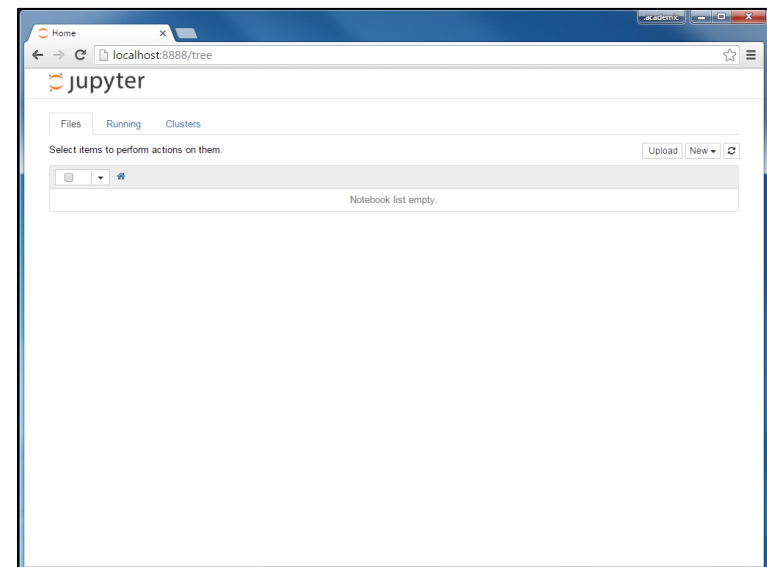 academic
Home
localhost:8888/tree
jupyter
Files Running Clusters
Select items to perform actions on them.
Upload New
Notebook list empty.